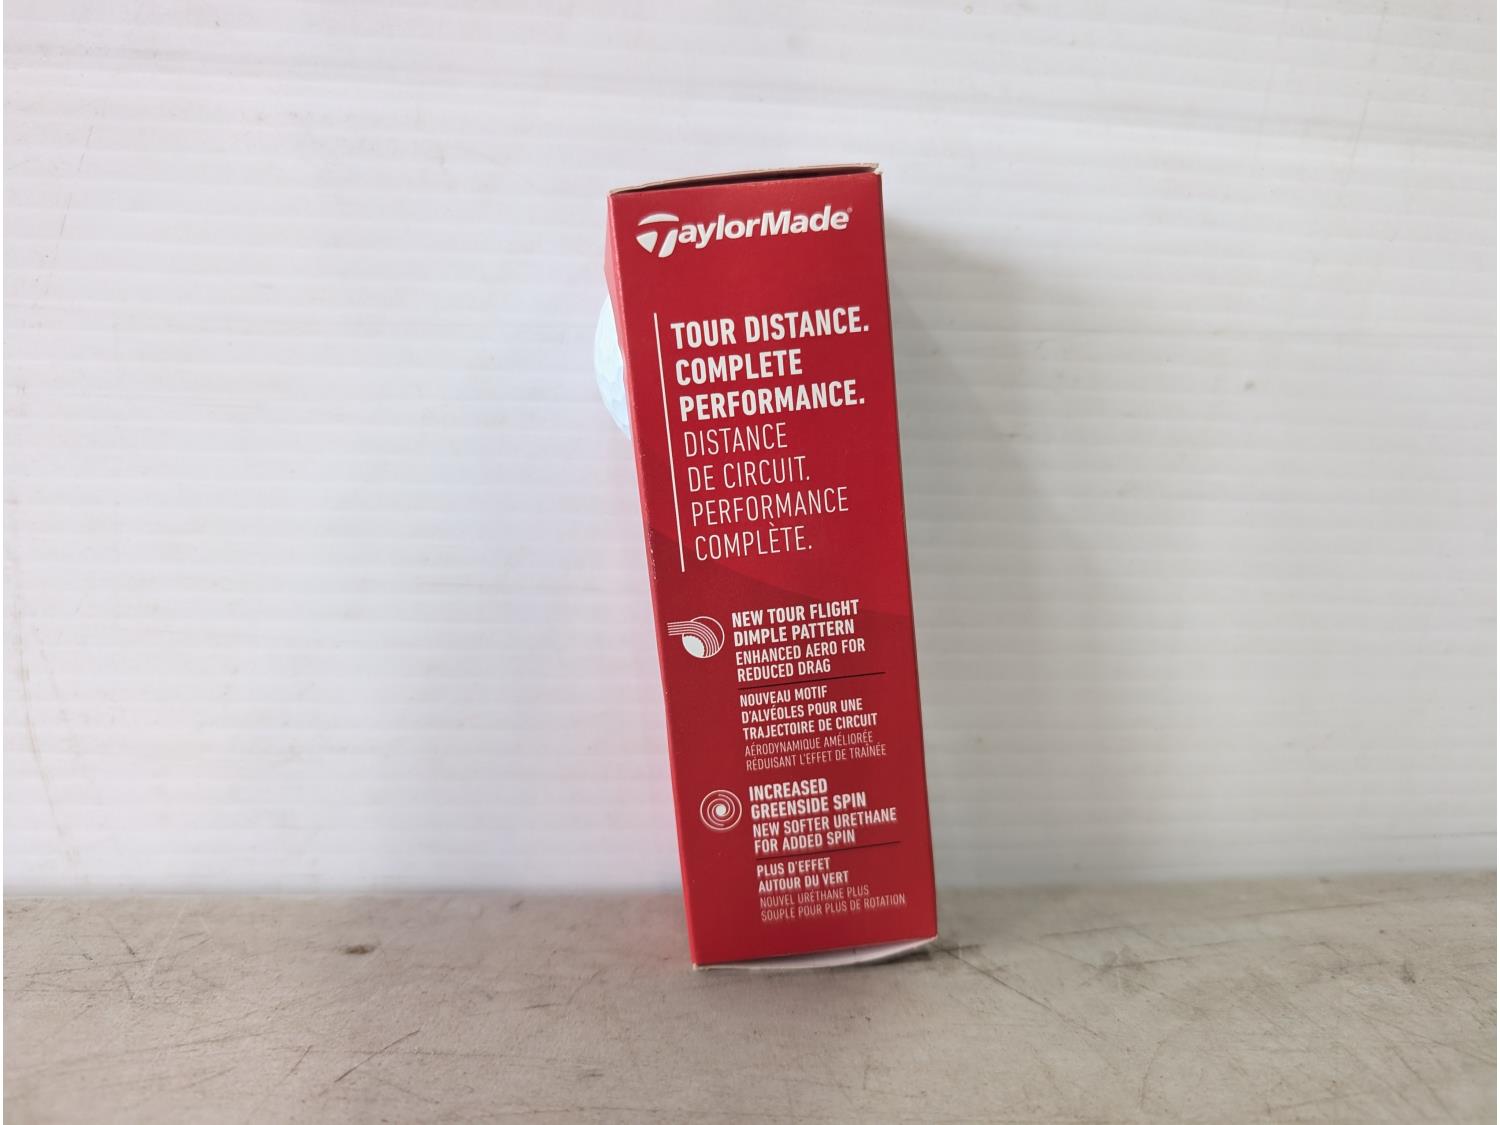 TaylorMade®
TOUR DISTANCE.
COMPLETE
PERFORMANCE.
DISTANCE
DE CIRCUIT.
PERFORMANCE
COMPLÈTE.
NEW TOUR FLIGHT
DIMPLE PATTERN
ENHANCED AERO FOR
REDUCED DRAG
NOUVEAU MOTIF
D'ALVÉOLES POUR UNE
TRAJECTOIRE DE CIRCUIT
AÉRODYNAMIQUE AMÉLIORÉE
RÉDUISANT L'EFFET DE TRAÎNÉE
INCREASED
GREENSIDE SPIN
NEW SOFTER URETHANE
FOR ADDED SPIN
PLUS D'EFFET
AUTOUR DU VERT
NOUVEL URÉTHANE PLUS
SOUPLE POUR PLUS DE ROTATION